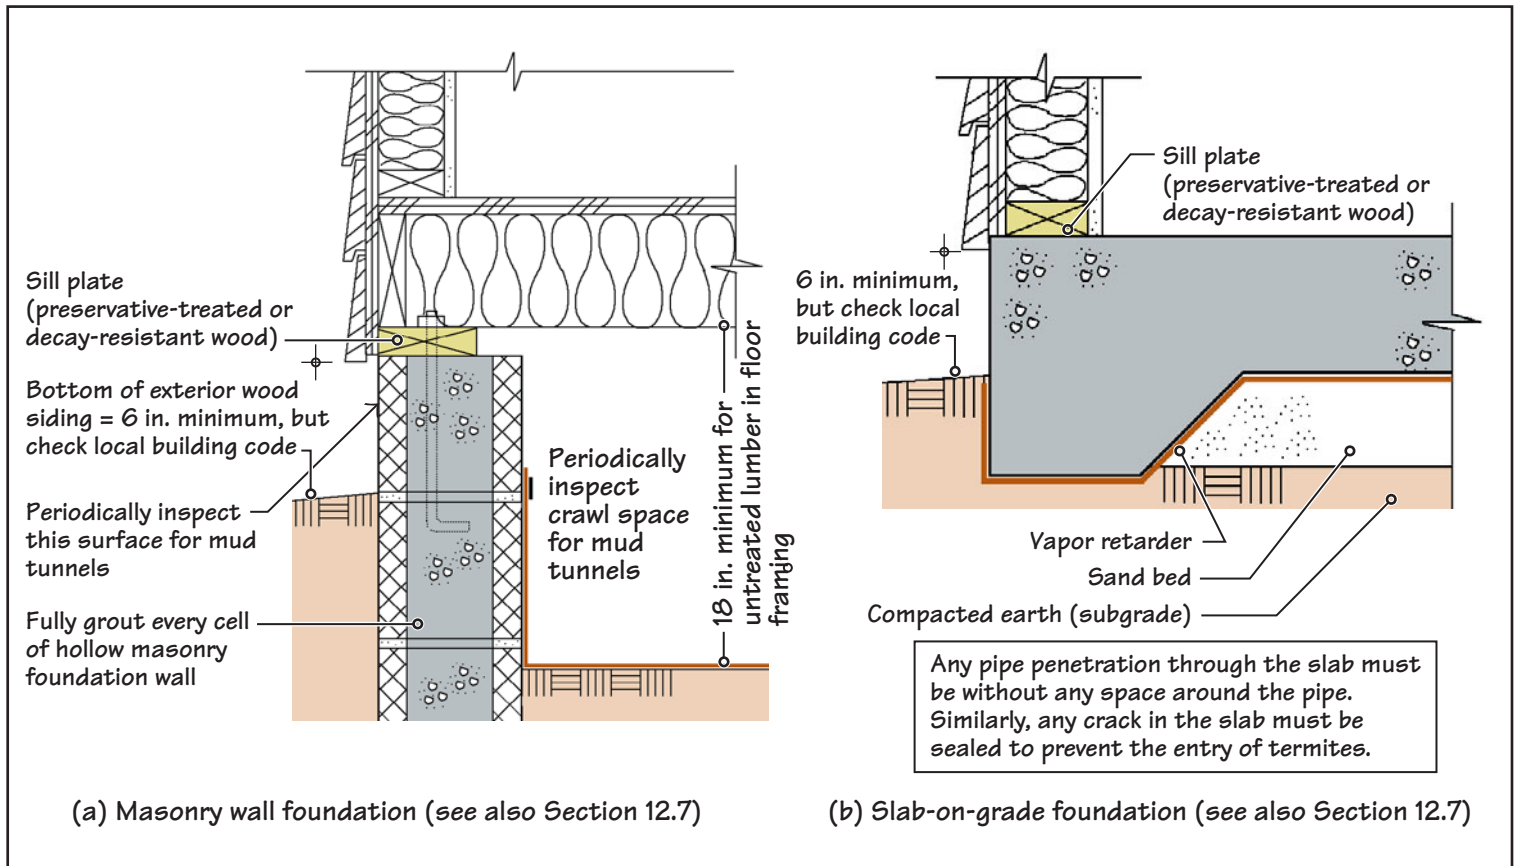 Sill plate
(preservative-treated or
decay-resistant wood)
Bottom of exterior wood
siding = 6 in. minimum, but
check local building code
Periodically inspect
this surface for mud
tunnels
Fully grout every cell
of hollow masonry
foundation wall
Periodically
inspect
crawl space
for mud
tunnels
18 in. minimum for
untreated lumber in floor
framing
(a) Masonry wall foundation (see also Section 12.7)
Sill plate
(preservative-treated or
decay-resistant wood)
6 in. minimum,
but check local
building code
Vapor retarder
Sand bed
Compacted earth (subgrade)
Any pipe penetration through the slab must
be without any space around the pipe.
Similarly, any crack in the slab must be
sealed to prevent the entry of termites.
(b) Slab-on-grade foundation (see also Section 12.7)